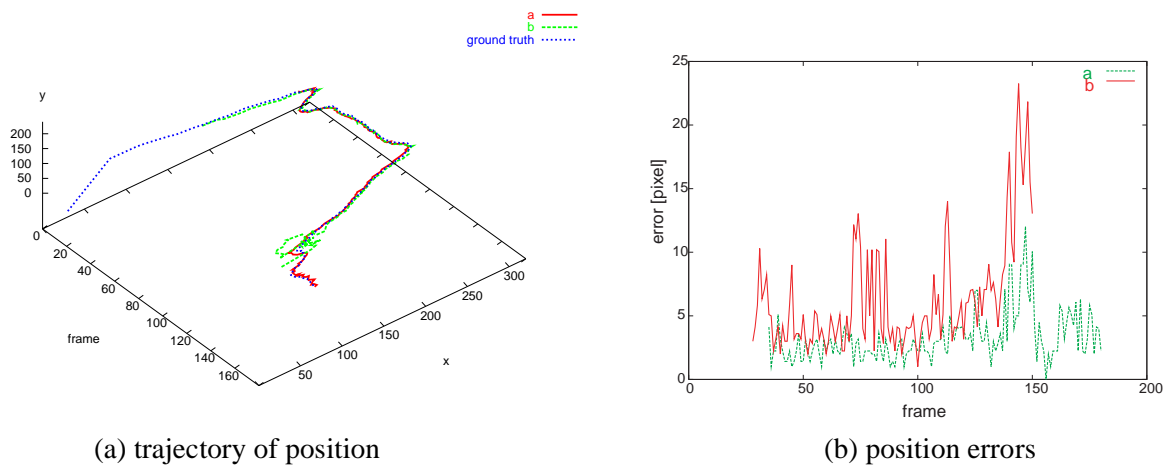 a
b
ground truth
y
200
150
100
50
0
0
20
40
60
80
100
120
140
160
frame
50
100
150
200
250
300
x
(a) trajectory of position
25
20
15
10
5
0
error [pixel]
a
b
0
50
100
150
200
frame
(b) position errors